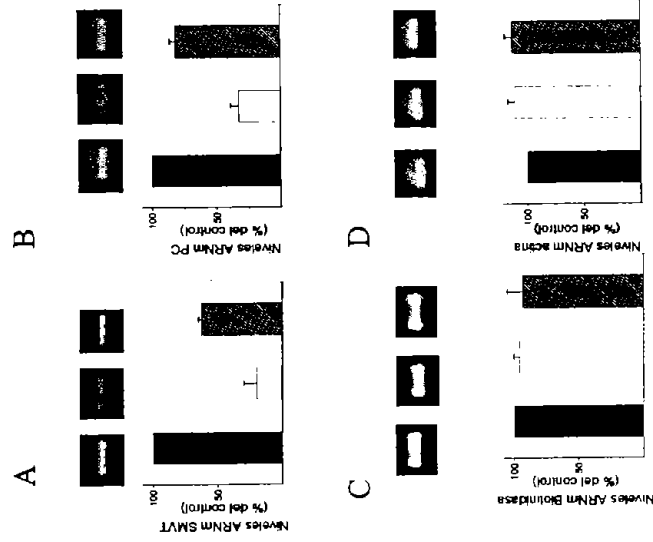 A
Niveles ARNm SMVT
(% del control)
100
50
B
Niveles ARNm PC
(% del control)
100
50
C
Niveles ARNm Biotinidasa
(% del control)
100
50
D
Niveles ARNm actina
(% del control)
100
50